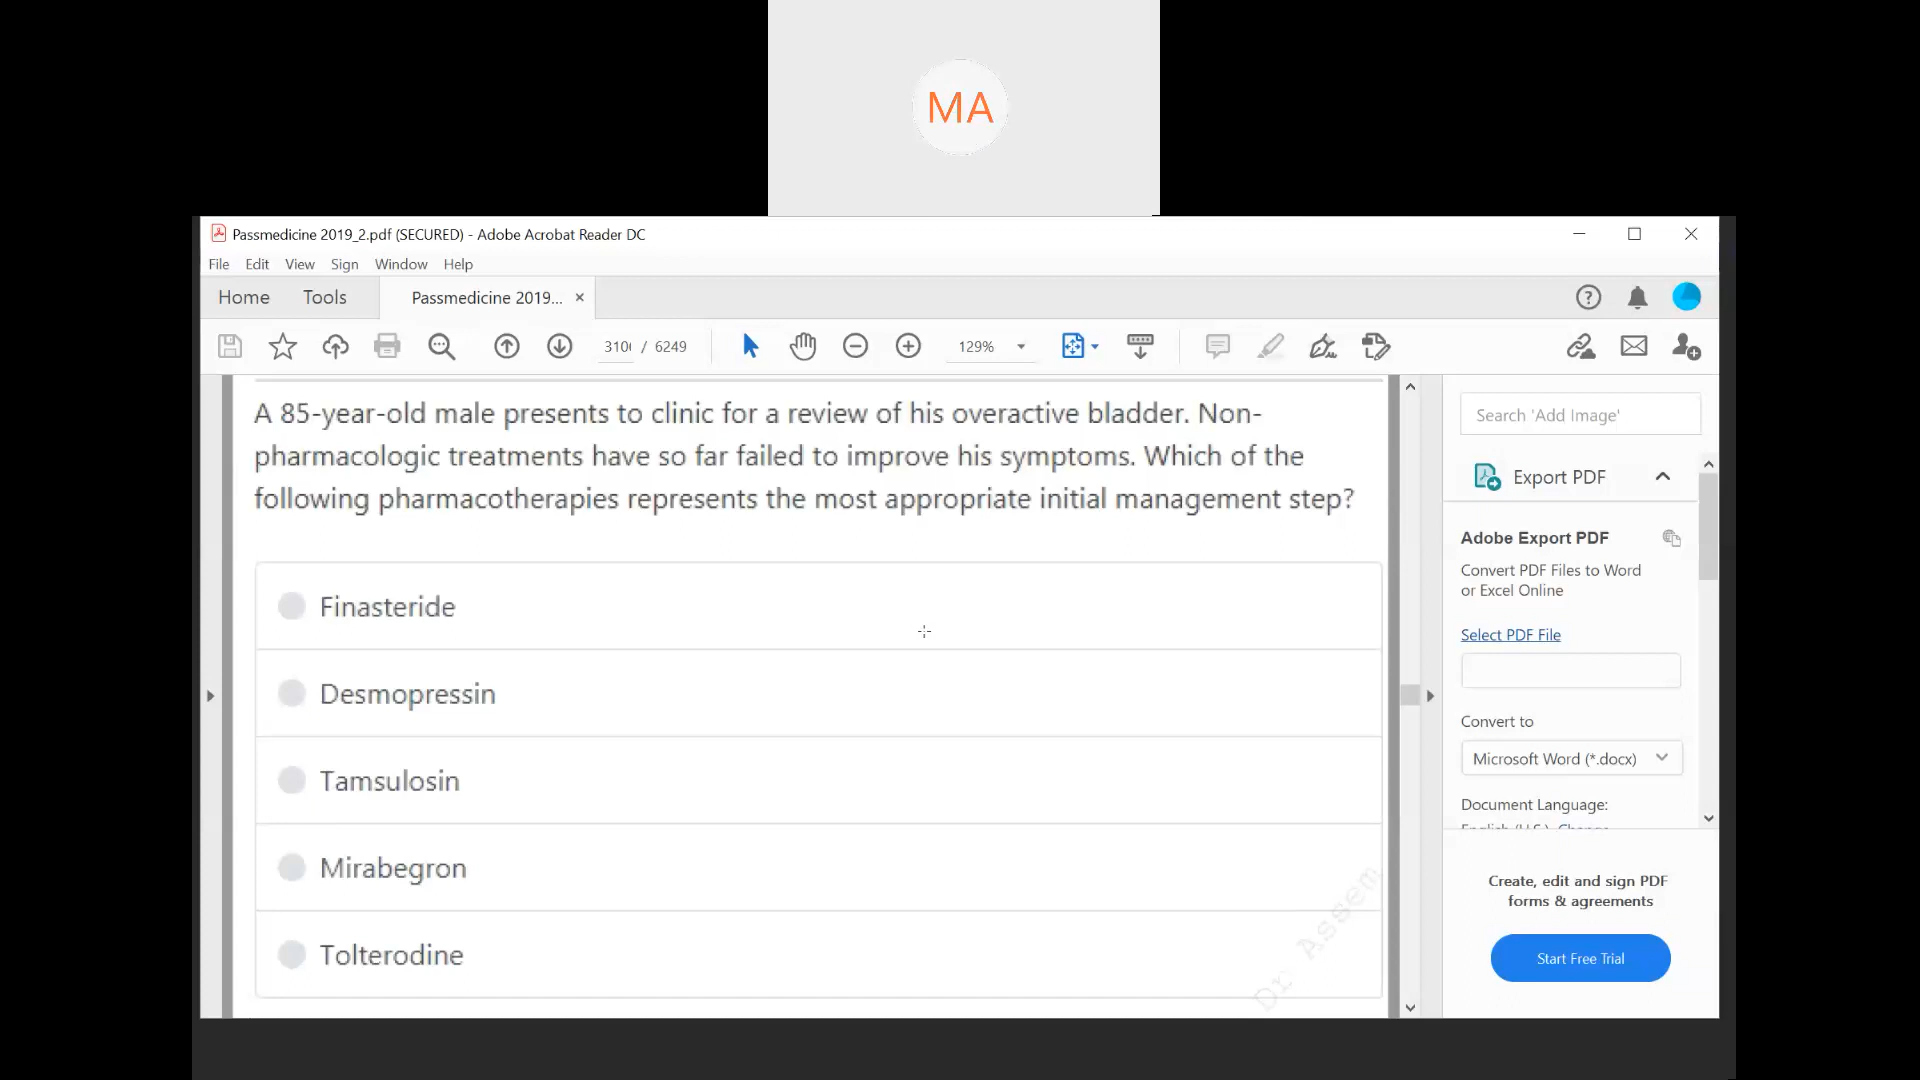 MA
Passmedicine 2019_2.pdf (SECURED) - Adobe Acrobat Reader DC
File Edit View Sign Window Help
Home Tools Passmedicine 2019... ×
310 / 6249 129%
A 85-year-old male presents to clinic for a review of his overactive bladder. Non-
pharmacologic treatments have so far failed to improve his symptoms. Which of the
following pharmacotherapies represents the most appropriate initial management step?
Finasteride
Desmopressin
Tamsulosin
Mirabegron
Tolterodine
Dr Assem
Search 'Add Image'
Export PDF
Adobe Export PDF
Convert PDF Files to Word
or Excel Online
Select PDF File
Convert to
Microsoft Word (*.docx)
Document Language:
English (U.S.) Change
Create, edit and sign PDF
forms & agreements
Start Free Trial